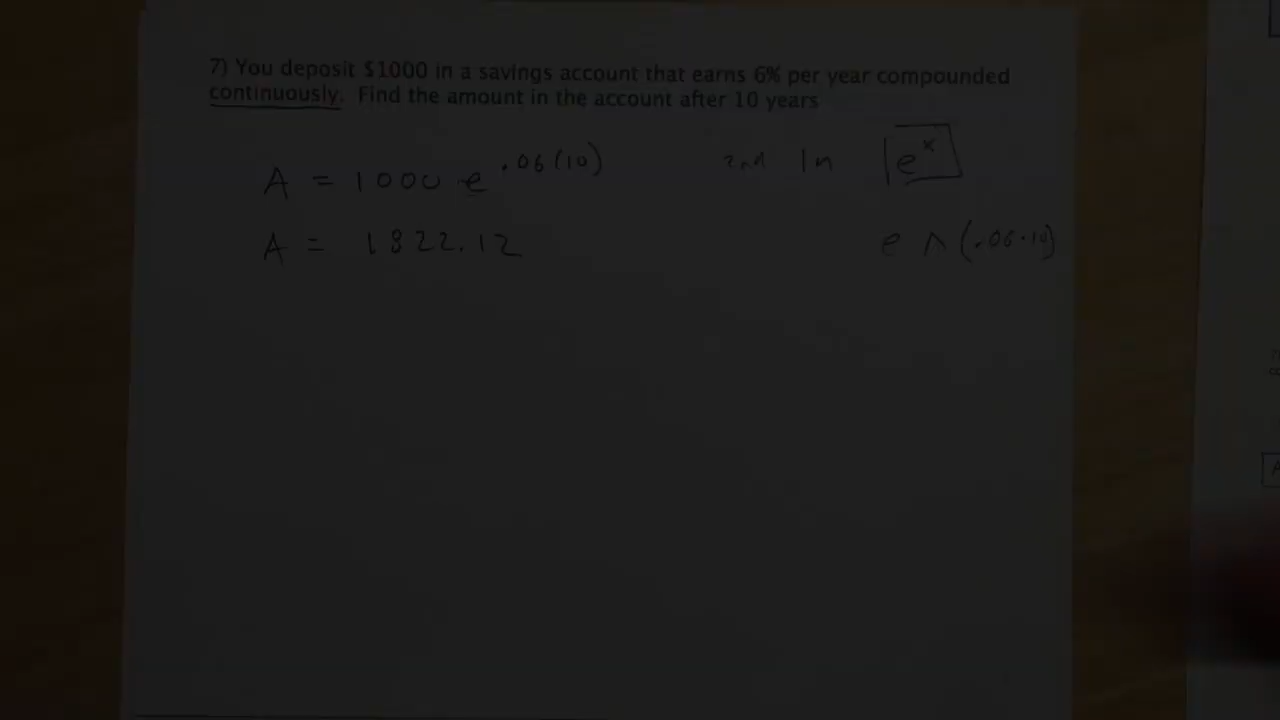 7) You deposit $1000 in a savings account that earns 6% per year compounded
continuously. Find the amount in the account after 10 years
A = 1000 e^.06(10)
2nd ln e^x
A = 1822.12
e ^ (.06·10)